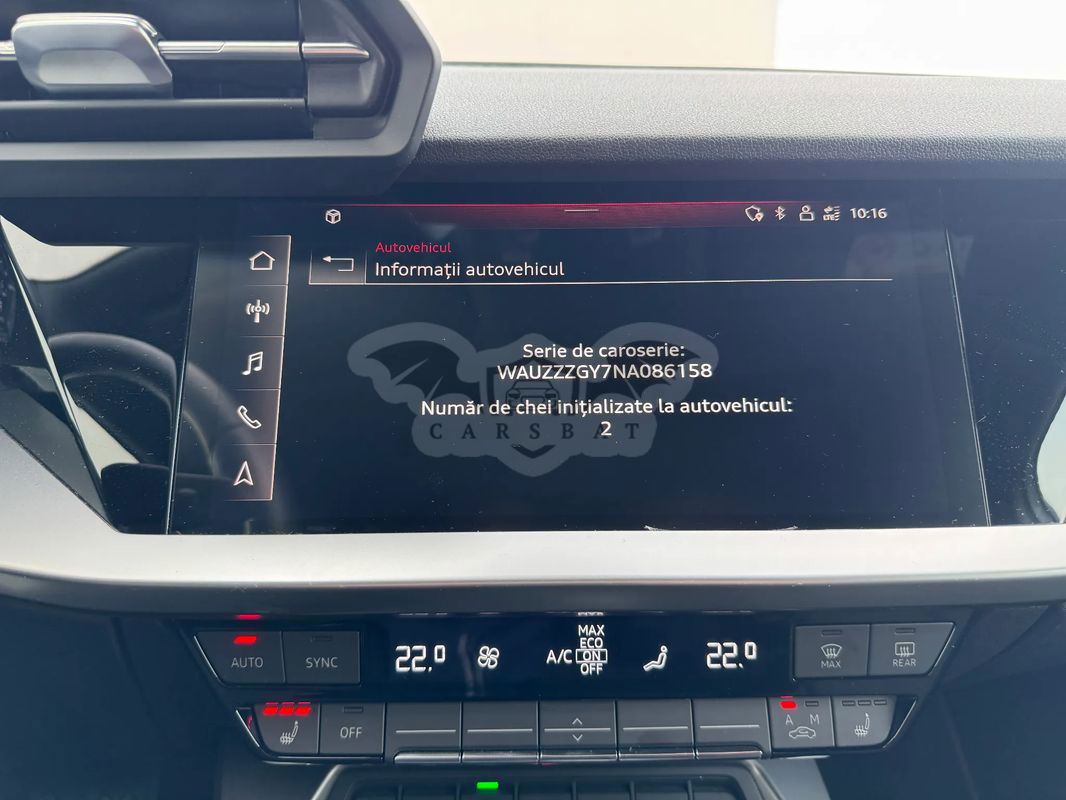 10:16
Autovehicul
Informații autovehicul
Serie de caroserie:
WAUZZZGY7NA086158
Număr de chei inițializate la autovehicul:
2
CARSBAT
AUTO
SYNC
22.0
A/C
MAX
ECO
ON
OFF
22.0
MAX
REAR
OFF
A M